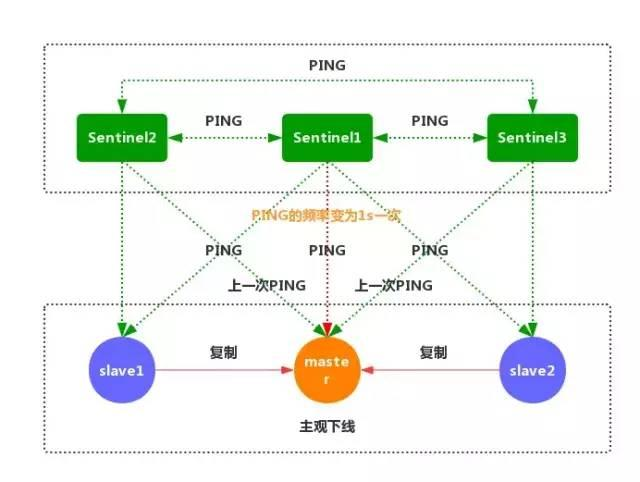 PING
Sentinel2
PING
Sentinel1
PING
Sentinel3
PING的频率变为1s一次
PING
PING
PING
上一次PING
上一次PING
slave1
复制
maste
r
复制
slave2
主观下线